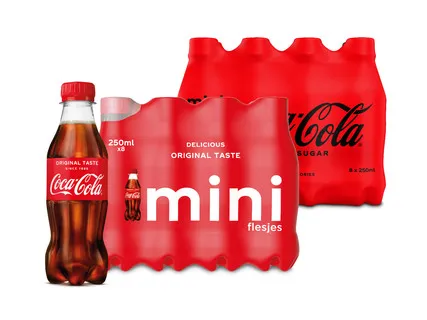 ORIGINAL TASTE
SINCE 1886
Coca-Cola
250ml
x8
DELICIOUS
ORIGINAL TASTE
mini
flesjes
Coca-Cola
SUGAR
8 x 250ml